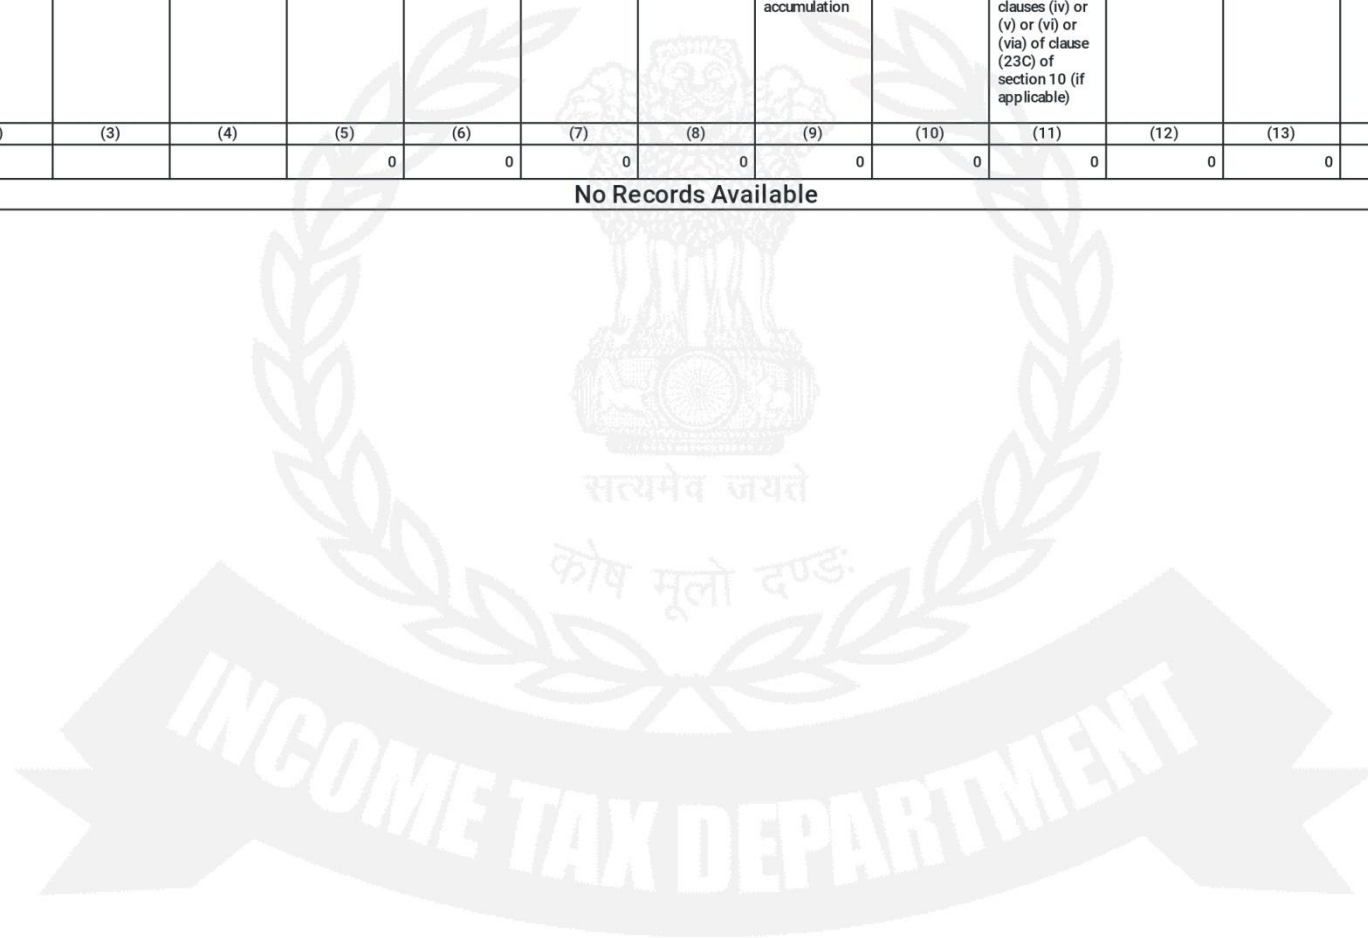 accumulation
clauses (iv) or
(v) or (vi) or
(via) of clause
(23C) of
section 10 (if
applicable)
) (3) (4) (5) (6) (7) (8) (9) (10) (11) (12) (13)
0 0 0 0 0 0 0 0 0
No Records Available
सत्यमेव जयते
कोष मूलो दण्डः
INCOME TAX DEPARTMENT